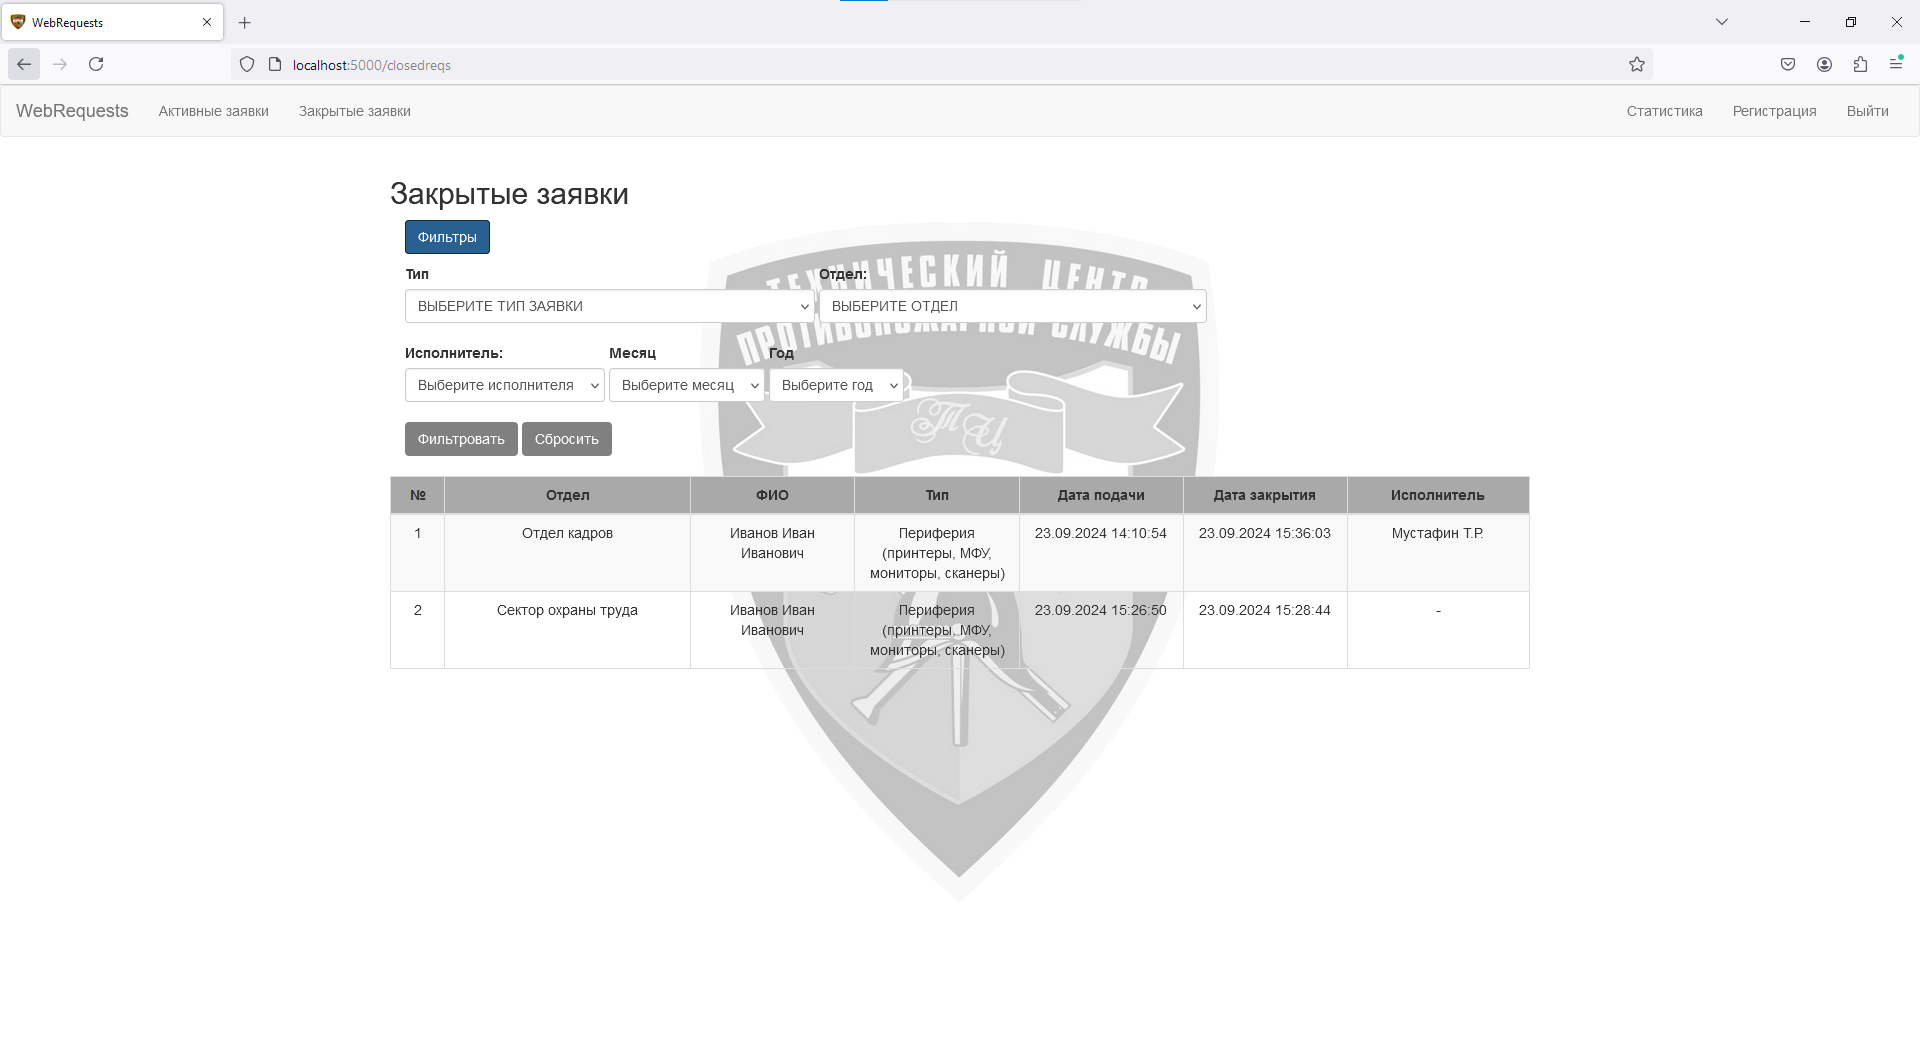 WebRequests
localhost:5000/closedreqs
WebRequests Активные заявки Закрытые заявки Статистика Регистрация Выйти
Закрытые заявки
Фильтры
ТЕХНИЧЕСКИЙ ЦЕНТР
Тип Отдел:
ВЫБЕРИТЕ ТИП ЗАЯВКИ ВЫБЕРИТЕ ОТДЕЛ
ПРОТИВОПОЖАРНОЙ СЛУЖБЫ
Исполнитель: Месяц Год
Выберите исполнителя Выберите месяц Выберите год
ТЦ
Фильтровать Сбросить
№ Отдел ФИО Тип Дата подачи Дата закрытия Исполнитель
1 Отдел кадров Иванов Иван Периферия 23.09.2024 14:10:54 23.09.2024 15:36:03 Мустафин Т.Р.
Иванович (принтеры, МФУ,
мониторы, сканеры)
2 Сектор охраны труда Иванов Иван Периферия 23.09.2024 15:26:50 23.09.2024 15:28:44 -
Иванович (принтеры, МФУ,
мониторы, сканеры)